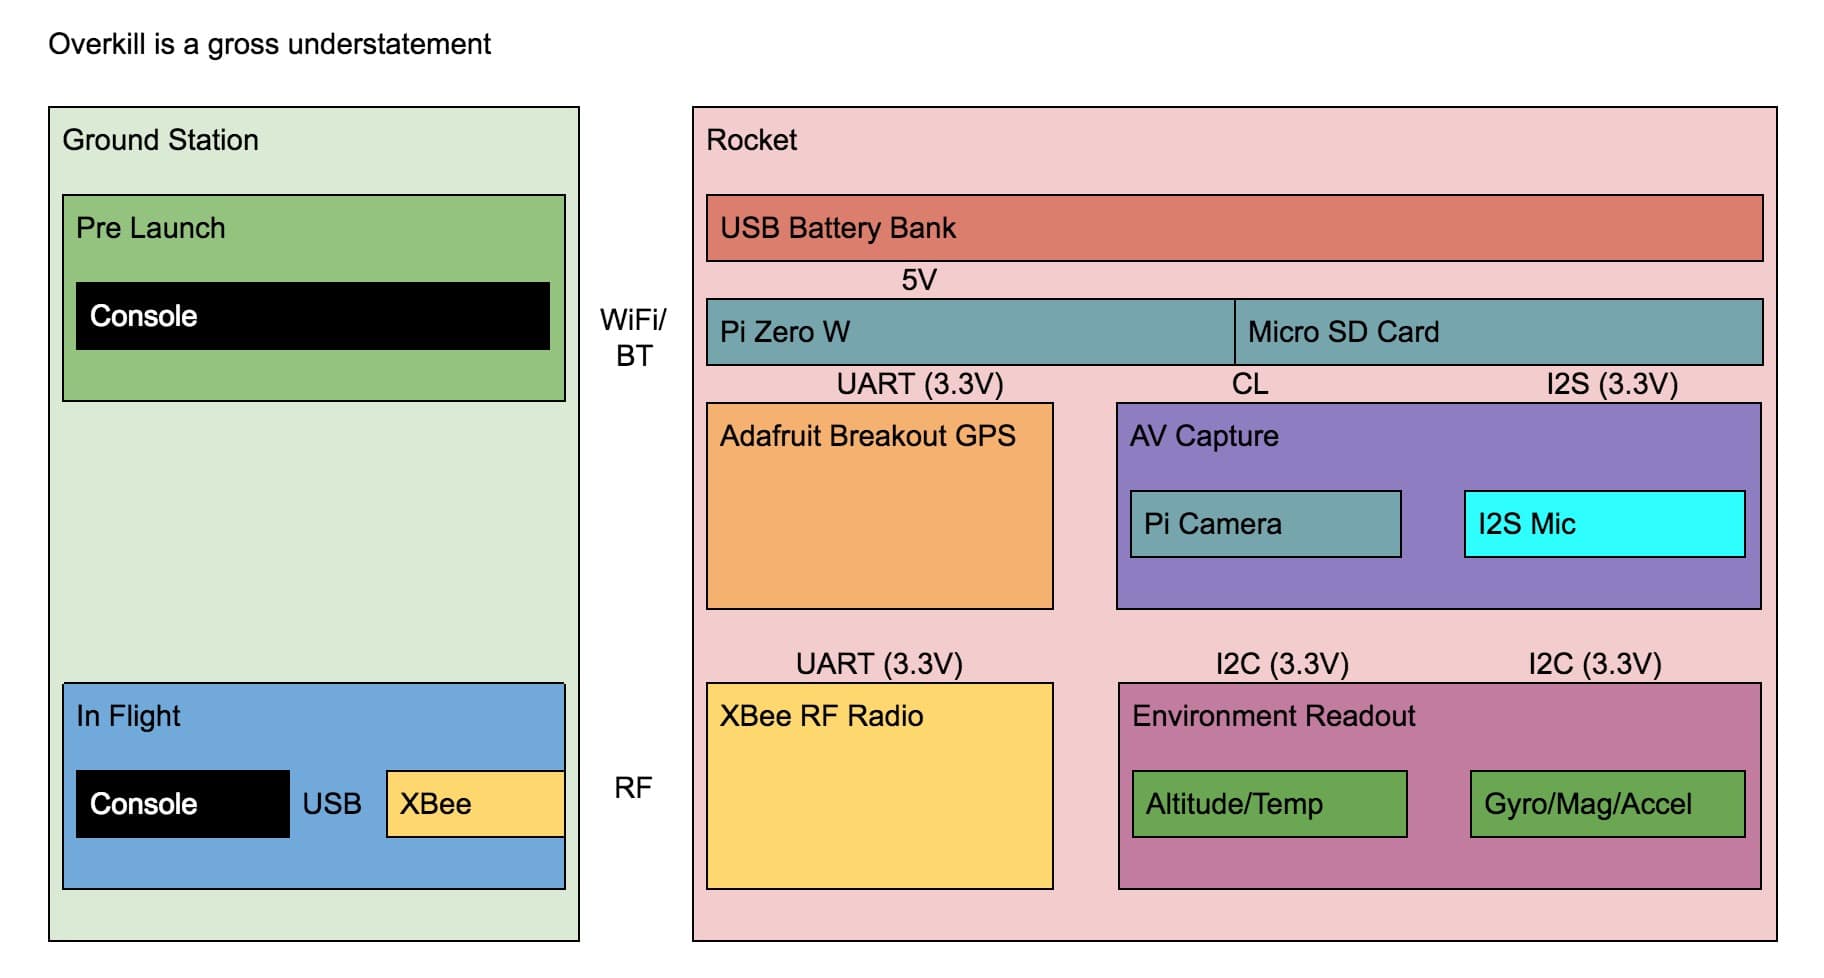 Overkill is a gross understatement
Ground Station
Pre Launch
Console
In Flight
Console
USB
XBee
WiFi/
BT
RF
Rocket
USB Battery Bank
5V
Pi Zero W
Micro SD Card
UART (3.3V)
CL
I2S (3.3V)
Adafruit Breakout GPS
AV Capture
Pi Camera
I2S Mic
UART (3.3V)
I2C (3.3V)
I2C (3.3V)
XBee RF Radio
Environment Readout
Altitude/Temp
Gyro/Mag/Accel